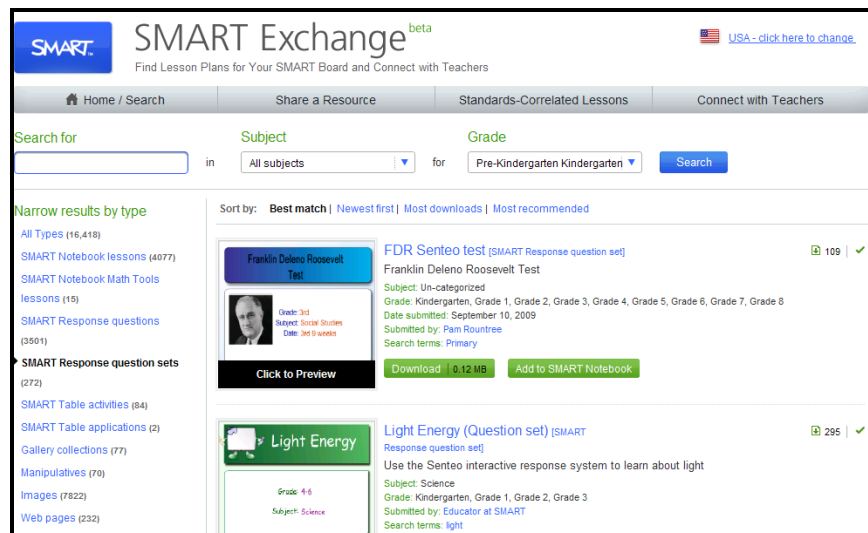 SMART™
SMART Exchange beta
Find Lesson Plans for Your SMART Board and Connect with Teachers
USA - click here to change
Home / Search
Share a Resource
Standards-Correlated Lessons
Connect with Teachers
Search for
Subject
Grade
in
All subjects
for
Pre-Kindergarten Kindergarten
Search
Narrow results by type
All Types (16,418)
SMART Notebook lessons (4077)
SMART Notebook Math Tools
lessons (15)
SMART Response questions
(3501)
SMART Response question sets
(272)
SMART Table activities (84)
SMART Table applications (2)
Gallery collections (77)
Manipulatives (70)
Images (7822)
Web pages (232)
Sort by: Best match | Newest first | Most downloads | Most recommended
Franklin Deleno Roosevelt
Test
Grade: 3rd
Subject: Social Studies
Date: 3rd 9 weeks
Click to Preview
FDR Senteo test [SMART Response question set]
109
Franklin Deleno Roosevelt Test
Subject: Un-categorized
Grade: Kindergarten, Grade 1, Grade 2, Grade 3, Grade 4, Grade 5, Grade 6, Grade 7, Grade 8
Date submitted: September 10, 2009
Submitted by: Pam Rountree
Search terms: Primary
Download | 0.12 MB
Add to SMART Notebook
Light Energy
Grade: 4-6
Subject: Science
Light Energy (Question set) [SMART
Response question set]
295
Use the Senteo interactive response system to learn about light
Subject: Science
Grade: Kindergarten, Grade 1, Grade 2, Grade 3
Submitted by: Educator at SMART
Search terms: light